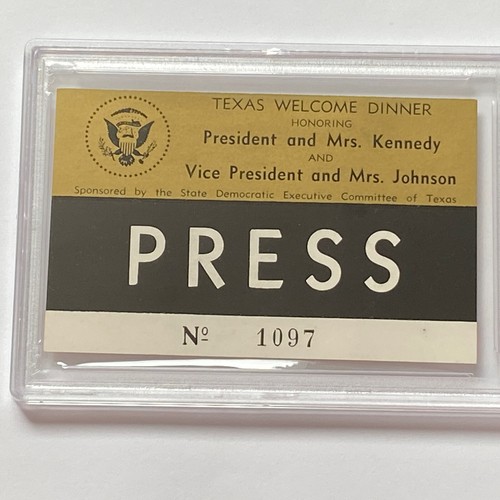 TEXAS WELCOME DINNER
HONORING
President and Mrs. Kennedy
AND
Vice President and Mrs. Johnson
Sponsored by the State Democratic Executive Committee of Texas
PRESS
Nº 1097